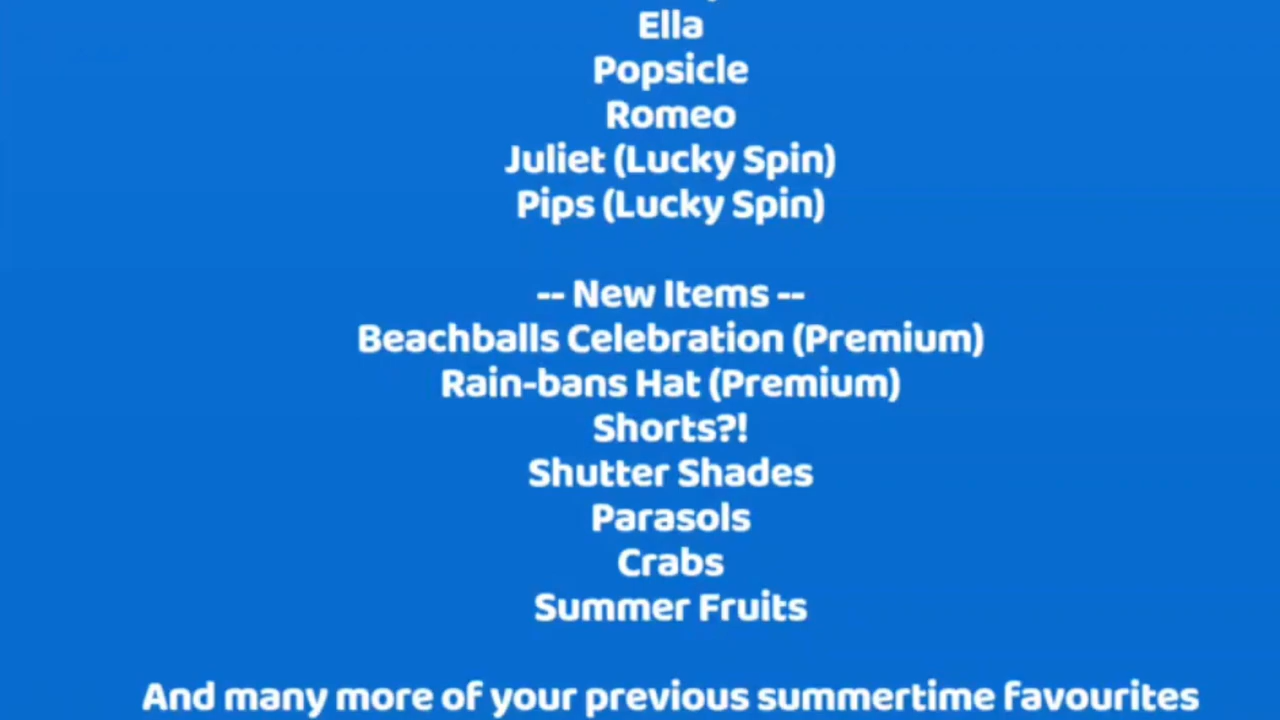 Ella
Popsicle
Romeo
Juliet (Lucky Spin)
Pips (Lucky Spin)
-- New Items --
Beachballs Celebration (Premium)
Rain-bans Hat (Premium)
Shorts?!
Shutter Shades
Parasols
Crabs
Summer Fruits
And many more of your previous summertime favourites